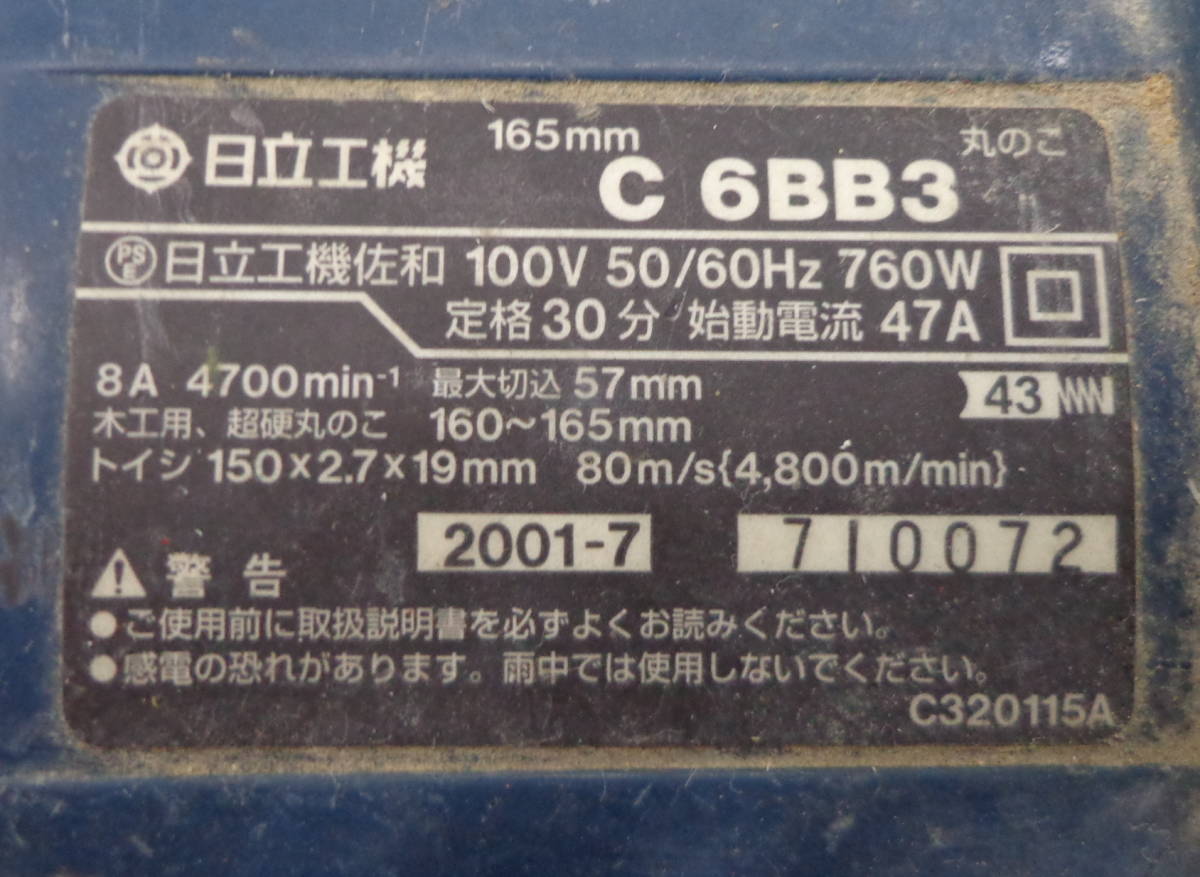 日立工機 165mm C 6BB3 丸のこ
PSE 日立工機佐和 100V 50/60Hz 760W
定格30分 始動電流 47A
8A 4700min⁻¹ 最大切込 57mm 43
木工用、超硬丸のこ 160～165mm
トイシ 150×2.7×19mm 80m/s{4,800m/min}
2001-7 710072
警告
●ご使用前に取扱説明書を必ずよくお読みください。
●感電の恐れがあります。雨中では使用しないでください。
C320115A